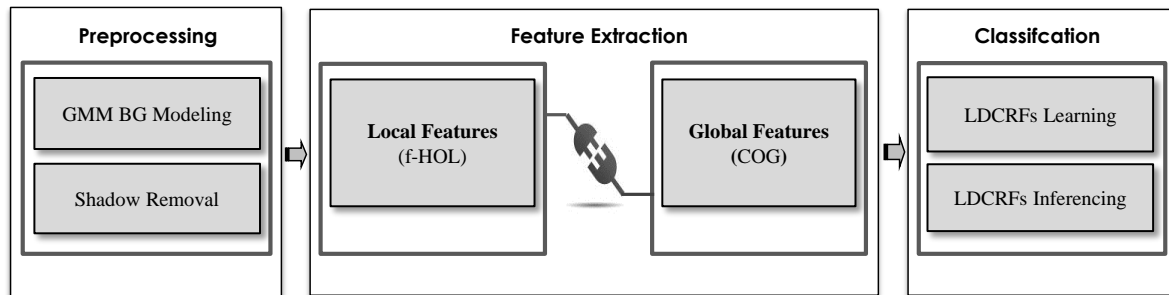 Preprocessing
GMM BG Modeling
Shadow Removal
Feature Extraction
Local Features
(f-HOL)
Global Features
(COG)
Classifcation
LDCRFs Learning
LDCRFs Inferencing